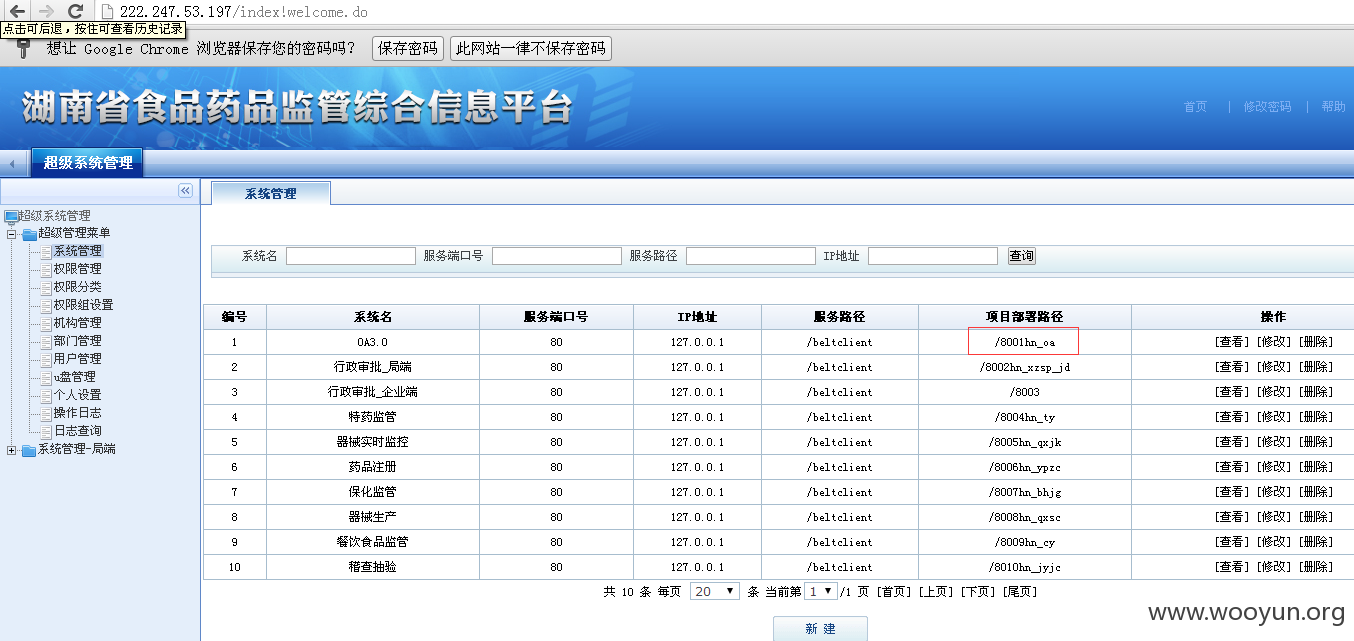 222.247.53.197/index!welcome.do
点击可后退，按住可查看历史记录
想让 Google Chrome 浏览器保存您的密码吗？ 保存密码 此网站一律不保存密码
湖南省食品药品监管综合信息平台
首页 | 修改密码 | 帮助
超级系统管理
系统管理
超级系统管理
超级管理菜单
系统管理
权限管理
权限分类
权限组设置
机构管理
部门管理
用户管理
u盘管理
个人设置
操作日志
日志查询
系统管理-局端
系统名 服务端口号 服务路径 IP地址 查询
编号 系统名 服务端口号 IP地址 服务路径 项目部署路径 操作
1 OA3.0 80 127.0.0.1 /beltclient /8001hn_oa [查看] [修改] [删除]
2 行政审批_局端 80 127.0.0.1 /beltclient /8002hn_xzsp_jd [查看] [修改] [删除]
3 行政审批_企业端 80 127.0.0.1 /beltclient /8003 [查看] [修改] [删除]
4 特药监管 80 127.0.0.1 /beltclient /8004hn_ty [查看] [修改] [删除]
5 器械实时监控 80 127.0.0.1 /beltclient /8005hn_qxjk [查看] [修改] [删除]
6 药品注册 80 127.0.0.1 /beltclient /8006hn_ypzc [查看] [修改] [删除]
7 保化监管 80 127.0.0.1 /beltclient /8007hn_bhjg [查看] [修改] [删除]
8 器械生产 80 127.0.0.1 /beltclient /8008hn_qxsc [查看] [修改] [删除]
9 餐饮食品监管 80 127.0.0.1 /beltclient /8009hn_cy [查看] [修改] [删除]
10 稽查抽验 80 127.0.0.1 /beltclient /8010hn_jyjc [查看] [修改] [删除]
共 10 条 每页 20 条 当前第 1 /1 页 [首页] [上页] [下页] [尾页]
新 建
www.wooyun.org